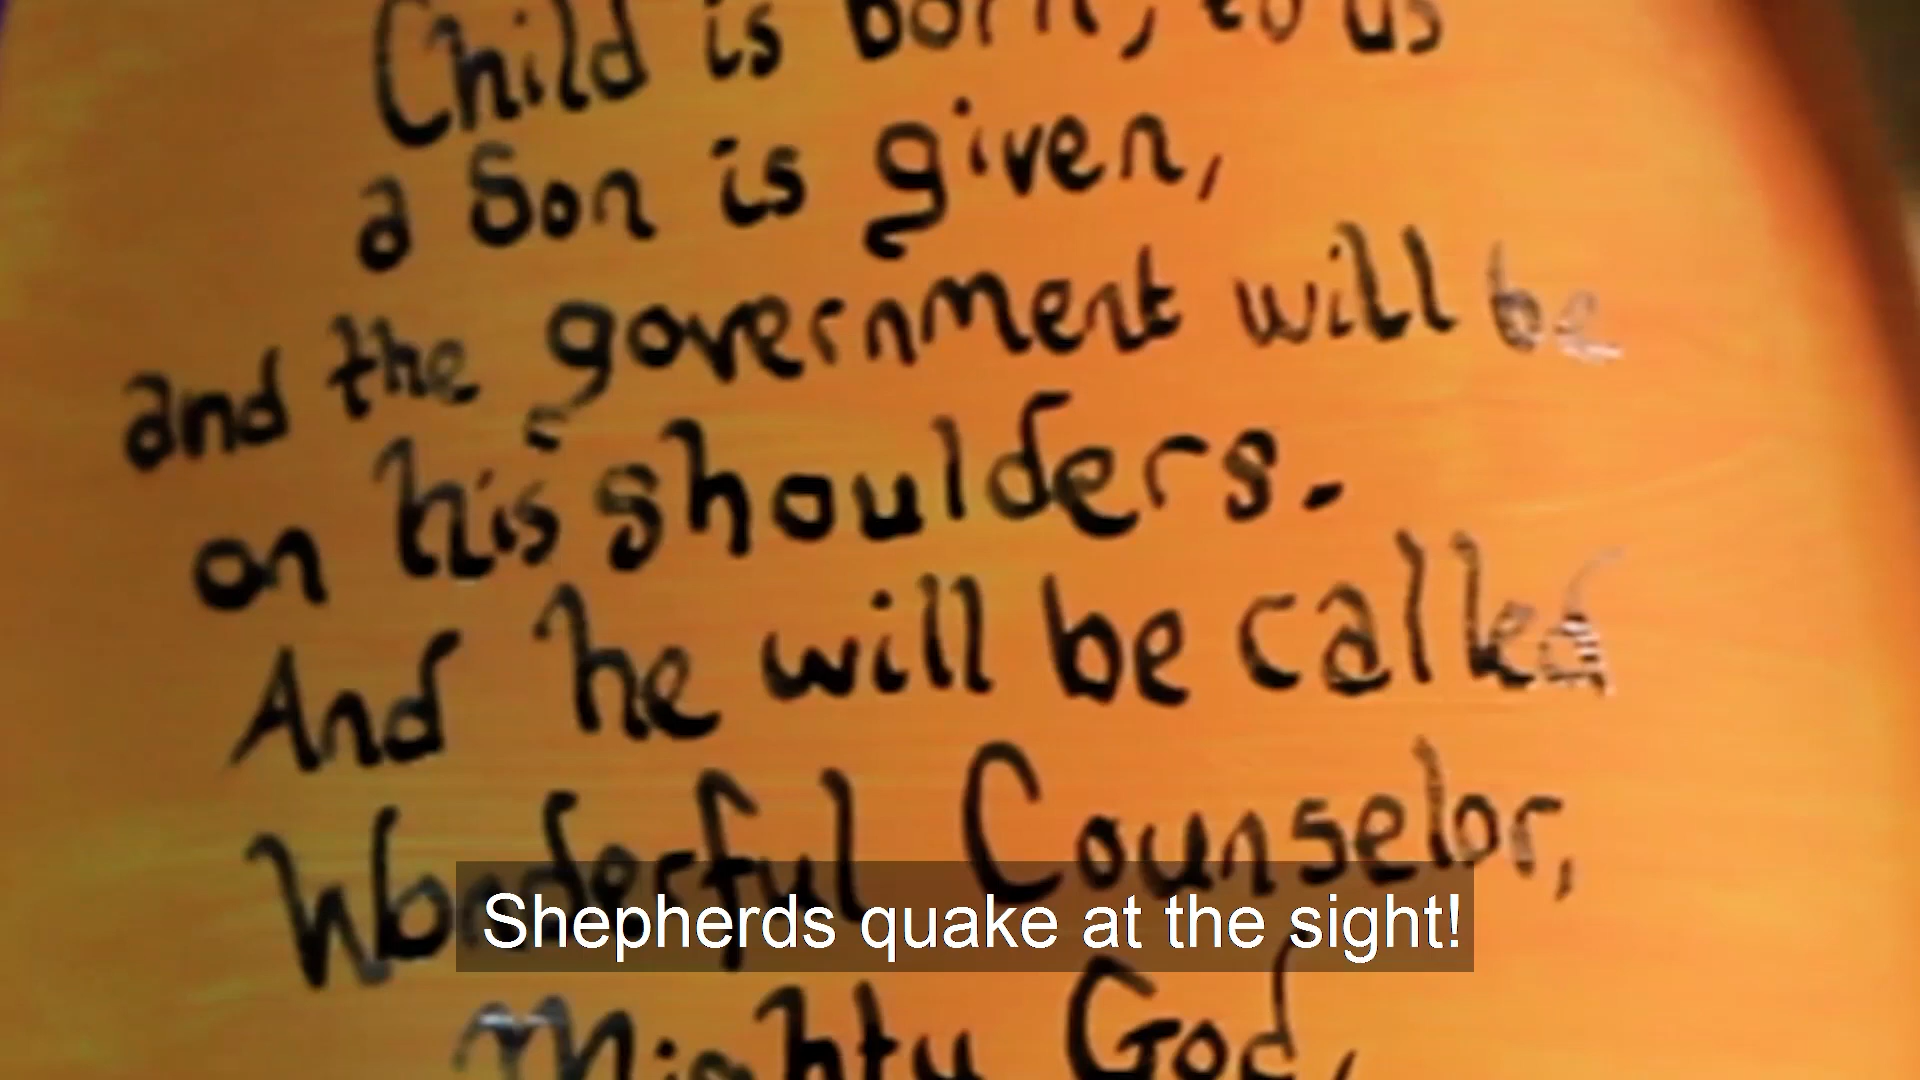 Child is born, to us
a Son is given,
and the government will be
on his shoulders.
And he will be called
Wonderful Counselor,
Shepherds quake at the sight!
Mighty God,